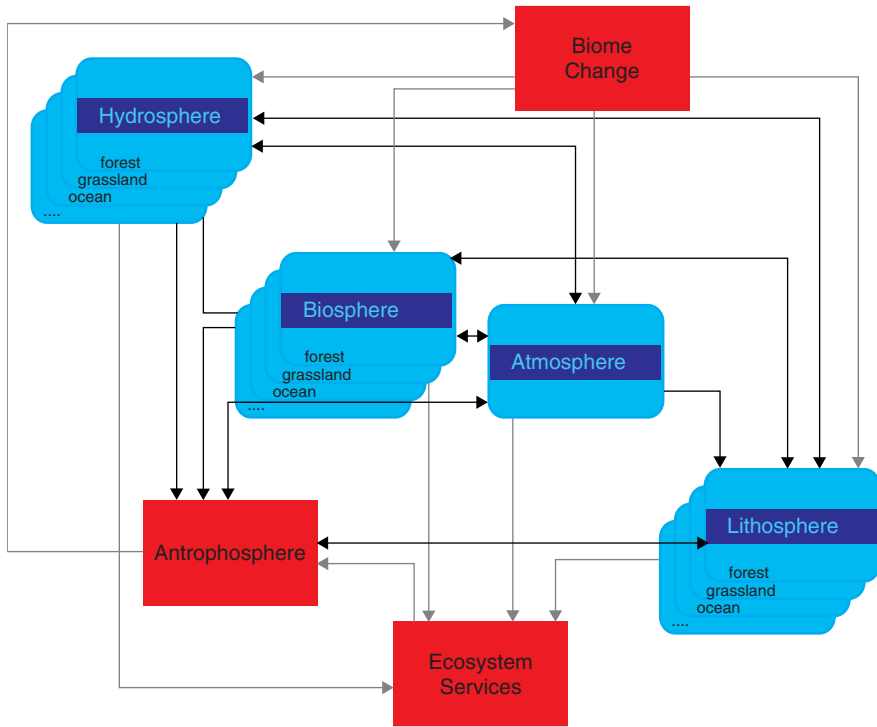 Biome
Change
Hydrosphere
forest
grassland
ocean
....
Biosphere
forest
grassland
ocean
....
Atmosphere
Lithosphere
forest
grassland
ocean
....
Antrophosphere
Ecosystem
Services